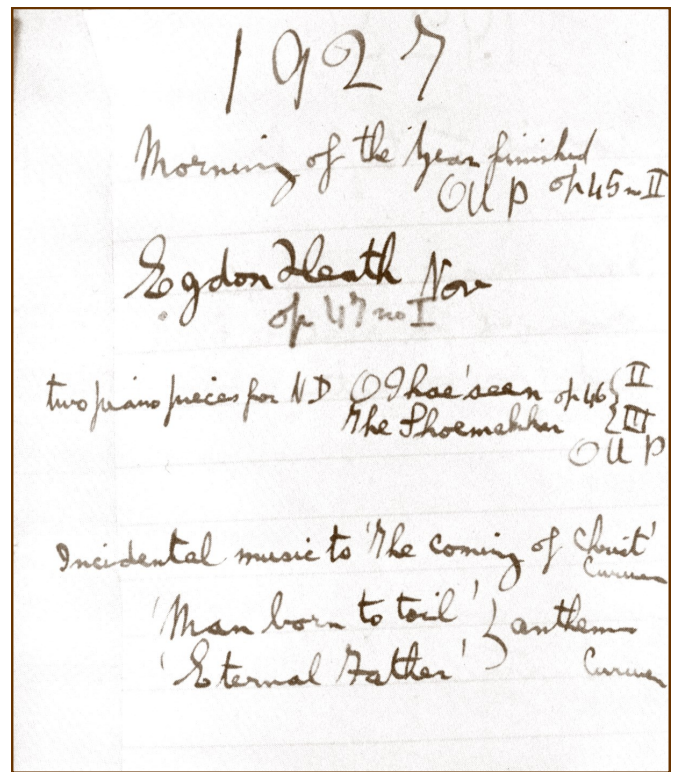 1927
Morning of the Year finished
OUP op 45 no II
Egdon Heath Nov
op 47 no I
two piano pieces for ND O I hae seen op 46 { II
The Shoemakker { III
OUP
Incidental music to 'The Coming of Christ'
Curwen
'Man born to toil' } anthems
'Eternal Father' } Curwen